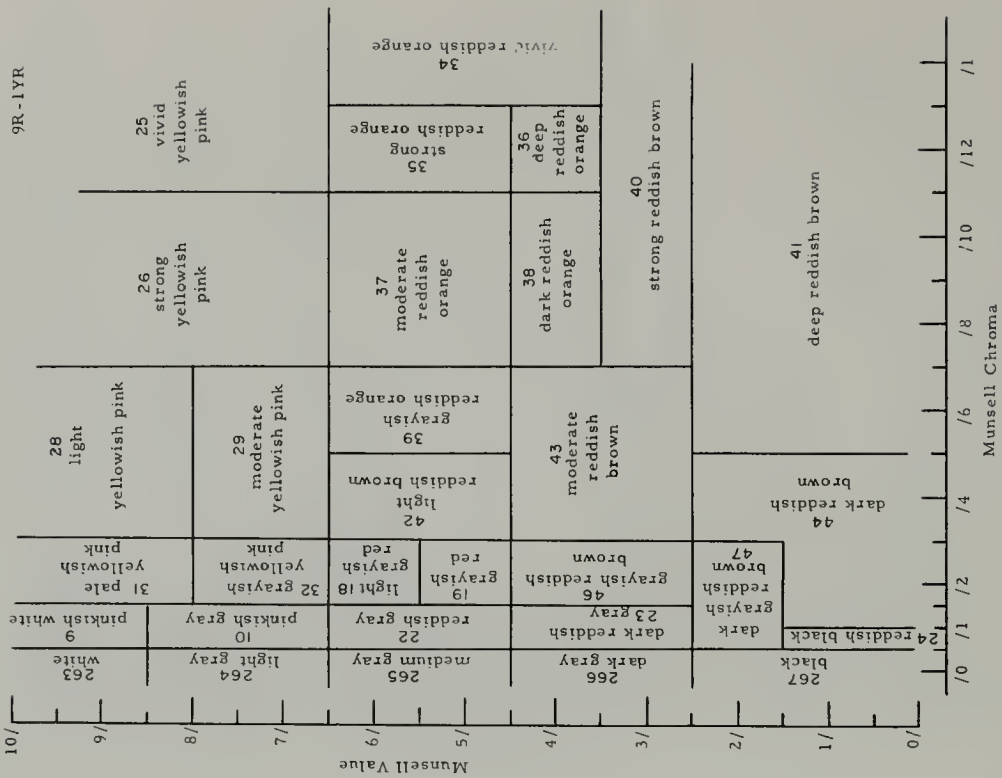 9R-1YR
Munsell Value
10/
9/
8/
7/
6/
5/
4/
3/
2/
1/
0/
263
white
9
pinkish white
31 pale
yellowish
pink
28
light
yellowish pink
26
strong
yellowish
pink
25
vivid
yellowish
pink
264
light gray
10
pinkish gray
32 grayish
yellowish
pink
29
moderate
yellowish pink
265
medium gray
22
reddish gray
light 18
grayish
red
19
grayish
red
42
light
reddish brown
39
grayish
reddish orange
37
moderate
reddish
orange
35
strong
reddish orange
34
vivid reddish orange
266
dark gray
dark reddish
23 gray
46
grayish reddish
brown
43
moderate
reddish
brown
38
dark reddish
orange
36
deep
reddish
orange
40
strong reddish brown
267
black
dark
grayish
reddish
brown
47
24 reddish black
44
dark reddish
brown
41
deep reddish brown
/0
/1
/2
/4
/6
/8
/10
/12
/1
Munsell Chroma